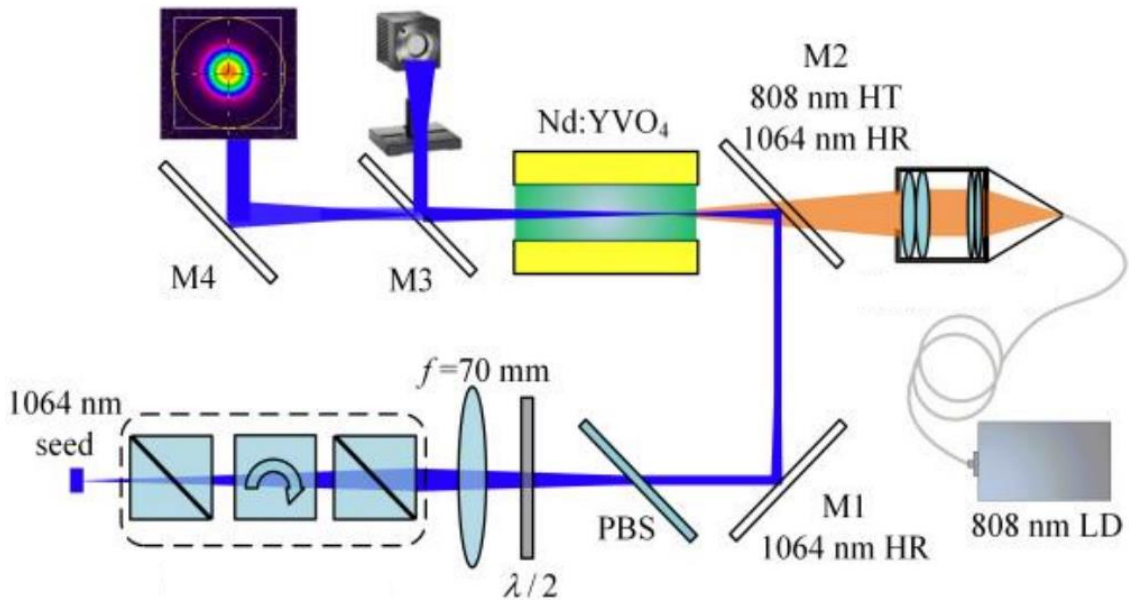 M2
808 nm HT
1064 nm HR
Nd:YVO₄
M4
M3
f=70 mm
1064 nm
seed
PBS
M1
1064 nm HR
808 nm LD
λ/2